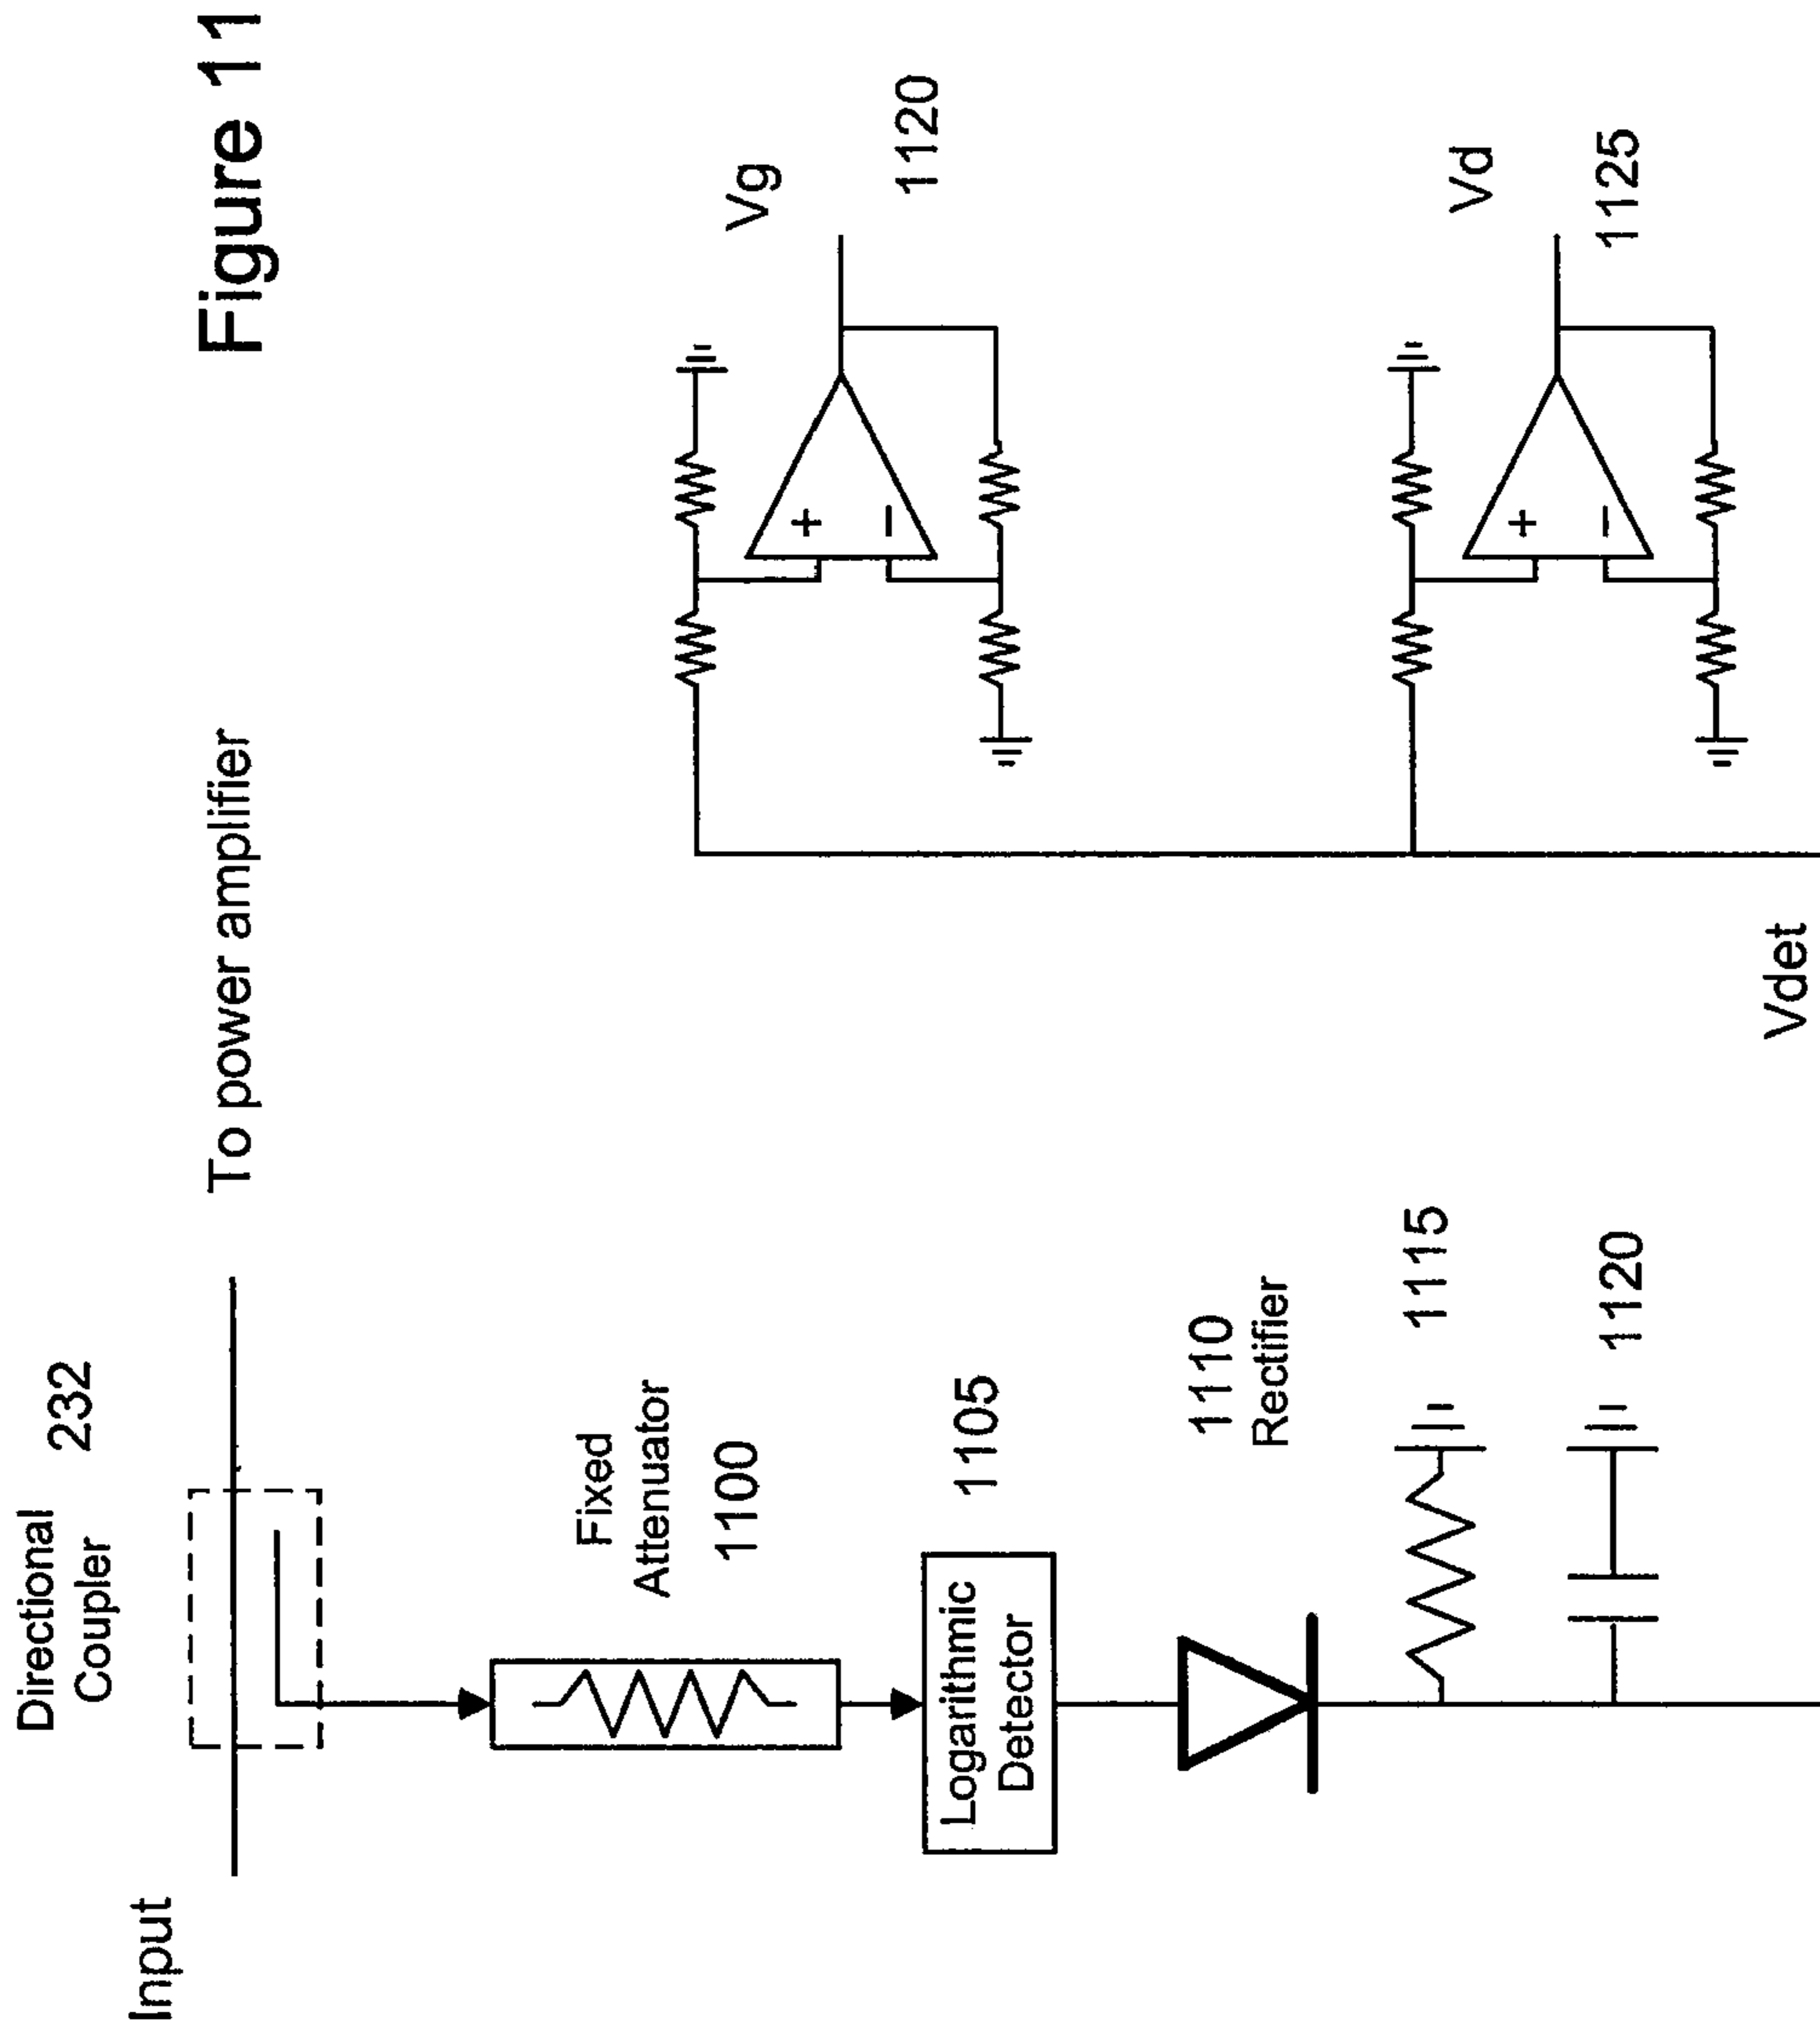 Figure 11
Directional
Coupler
232
Input
To power amplifier
Fixed
Attenuator
1100
Logarithmic
Detector
1105
1110
Rectifier
1115
1120
Vdet
Vg
1120
+
−
Vd
1125
+
−